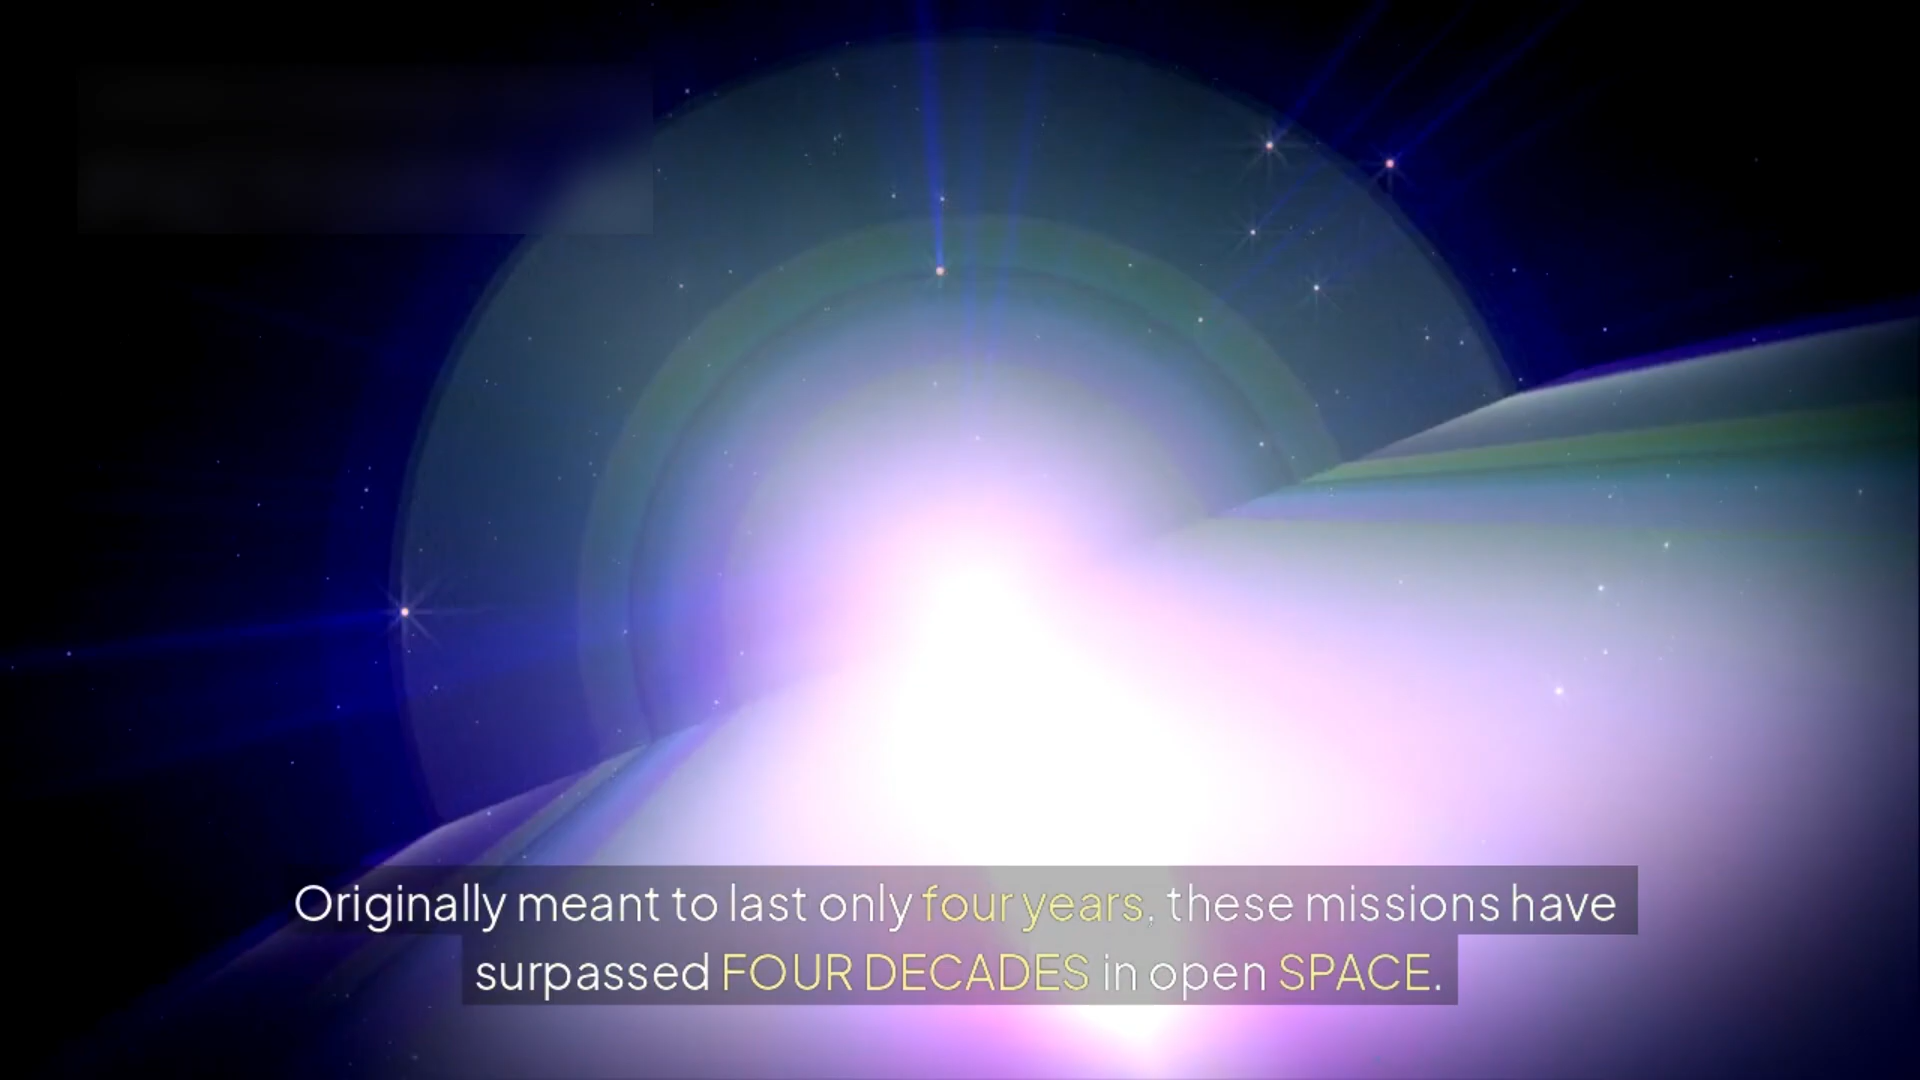 Originally meant to last only four years, these missions have
surpassed FOUR DECADES in open SPACE.